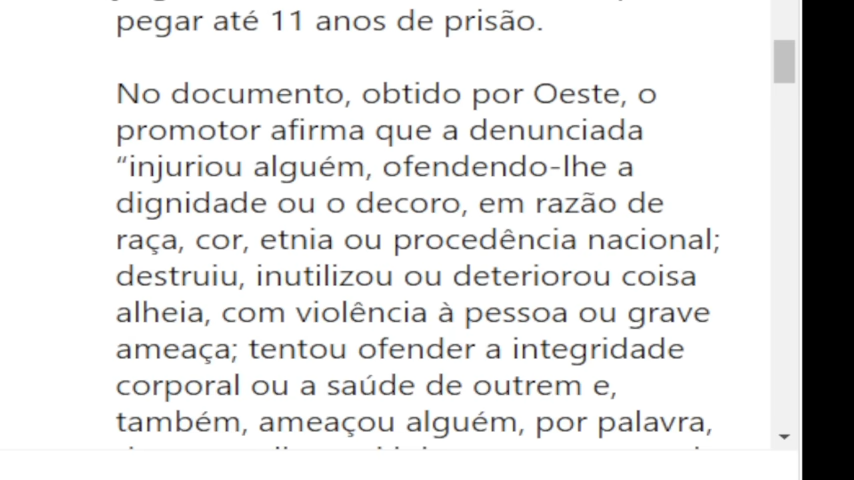 pegar até 11 anos de prisão.
No documento, obtido por Oeste, o
promotor afirma que a denunciada
“injuriou alguém, ofendendo-lhe a
dignidade ou o decoro, em razão de
raça, cor, etnia ou procedência nacional;
destruiu, inutilizou ou deteriorou coisa
alheia, com violência à pessoa ou grave
ameaça; tentou ofender a integridade
corporal ou a saúde de outrem e,
também, ameaçou alguém, por palavra,